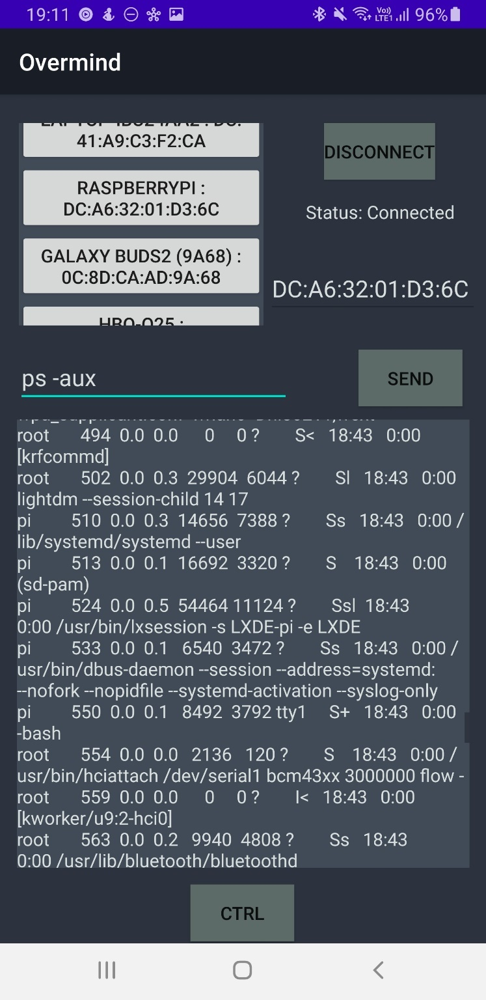 19:11 Vo)) LTE1 96%
Overmind
41:A9:C3:F2:CA
RASPBERRYPI :
DC:A6:32:01:D3:6C
GALAXY BUDS2 (9A68) :
0C:8D:CA:AD:9A:68
HBQ-Q25 :
DISCONNECT
Status: Connected
DC:A6:32:01:D3:6C
ps -aux
SEND
root 494 0.0 0.0 0 0 ? S< 18:43 0:00
[krfcommd]
root 502 0.0 0.3 29904 6044 ? Sl 18:43 0:00
lightdm --session-child 14 17
pi 510 0.0 0.3 14656 7388 ? Ss 18:43 0:00 /
lib/systemd/systemd --user
pi 513 0.0 0.1 16692 3320 ? S 18:43 0:00
(sd-pam)
pi 524 0.0 0.5 54464 11124 ? Ssl 18:43
0:00 /usr/bin/lxsession -s LXDE-pi -e LXDE
pi 533 0.0 0.1 6540 3472 ? Ss 18:43 0:00 /
usr/bin/dbus-daemon --session --address=systemd:
--nofork --nopidfile --systemd-activation --syslog-only
pi 550 0.0 0.1 8492 3792 tty1 S+ 18:43 0:00
-bash
root 554 0.0 0.0 2136 120 ? S 18:43 0:00 /
usr/bin/hciattach /dev/serial1 bcm43xx 3000000 flow -
root 559 0.0 0.0 0 0 ? I< 18:43 0:00
[kworker/u9:2-hci0]
root 563 0.0 0.2 9940 4808 ? Ss 18:43
0:00 /usr/lib/bluetooth/bluetoothd
CTRL